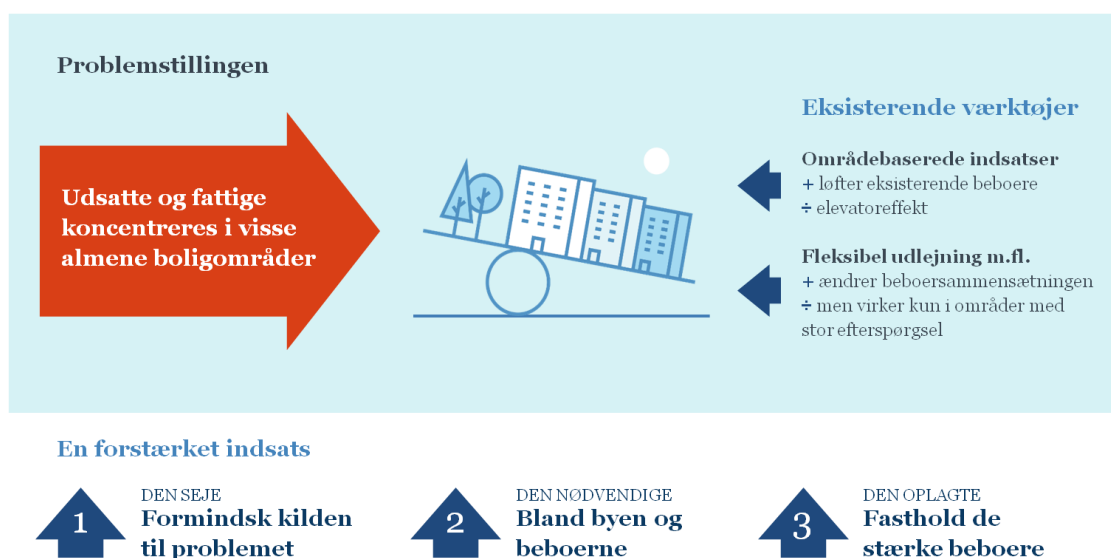 Problemstillingen
Udsatte og fattige
koncentreres i visse
almene boligområder
Eksisterende værktøjer
Områdebaserede indsatser
+ løfter eksisterende beboere
÷ elevatoreffekt
Fleksibel udlejning m.fl.
+ ændrer beboersammensætningen
÷ men virker kun i områder med
stor efterspørgsel
En forstærket indsats
1
DEN SEJE
Formindsk kilden
til problemet
2
DEN NØDVENDIGE
Bland byen og
beboerne
3
DEN OPLAGTE
Fasthold de
stærke beboere